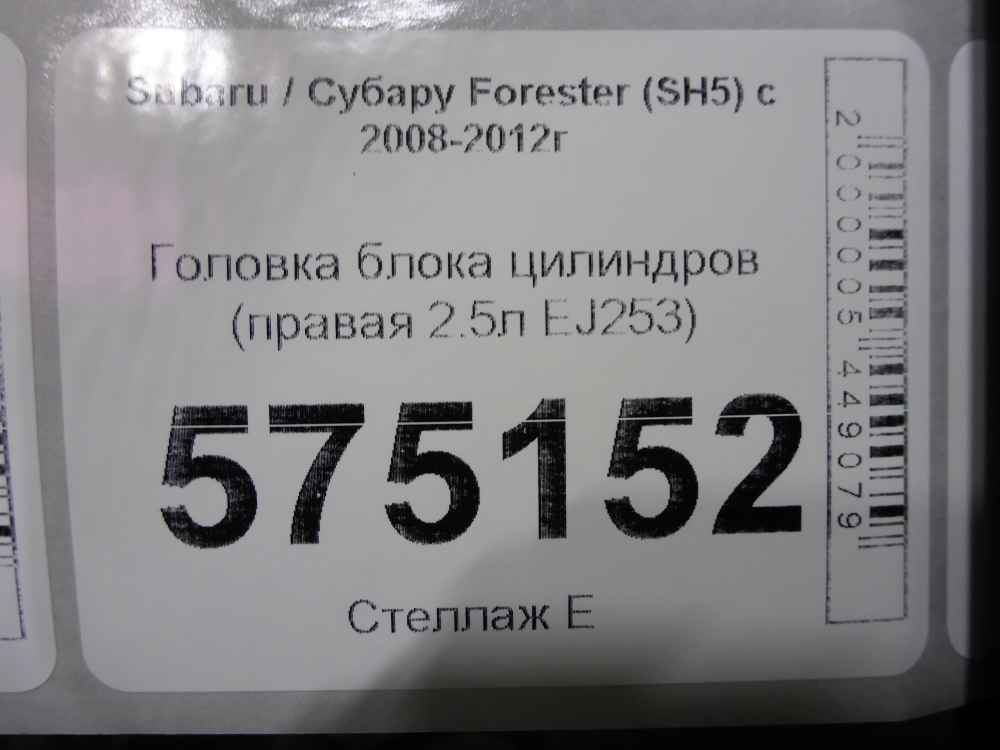 Subaru / Субару Forester (SH5) с
2008-2012г
Головка блока цилиндров
(правая 2.5л EJ253)
575152
Стеллаж Е
2000005449079